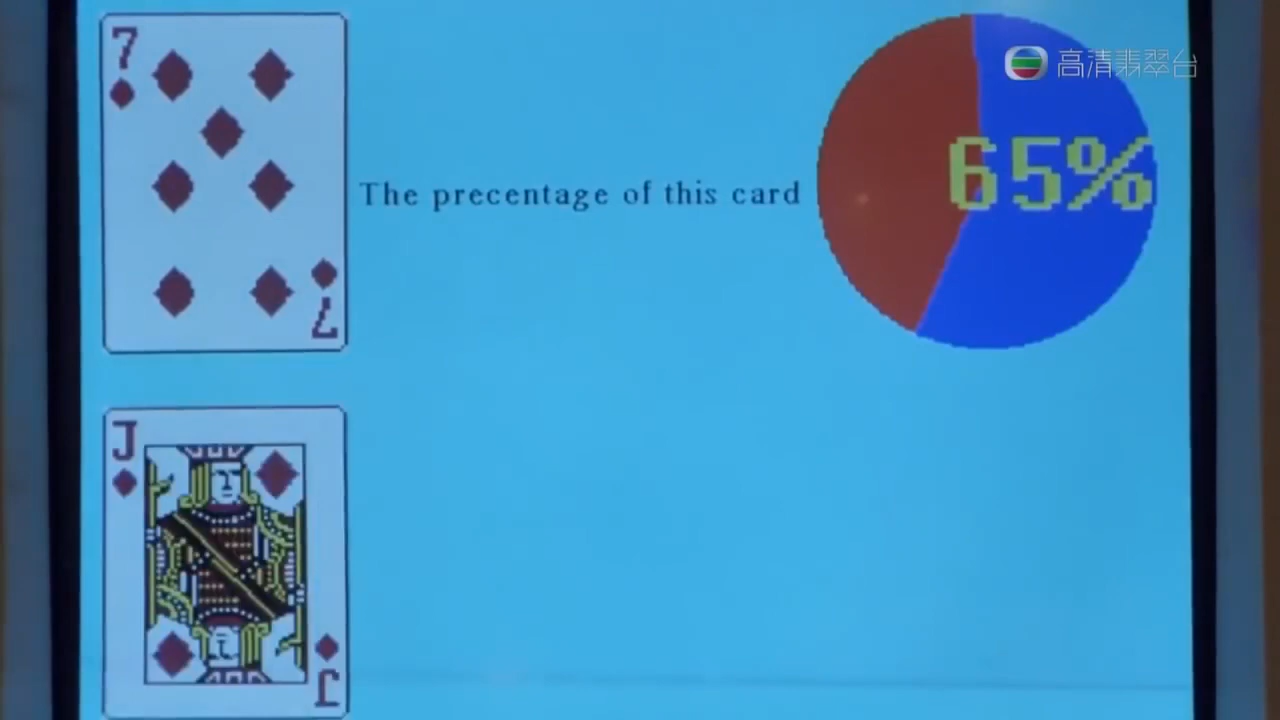 7
高清翡翠台
65%
The precentage of this card
7
J
J